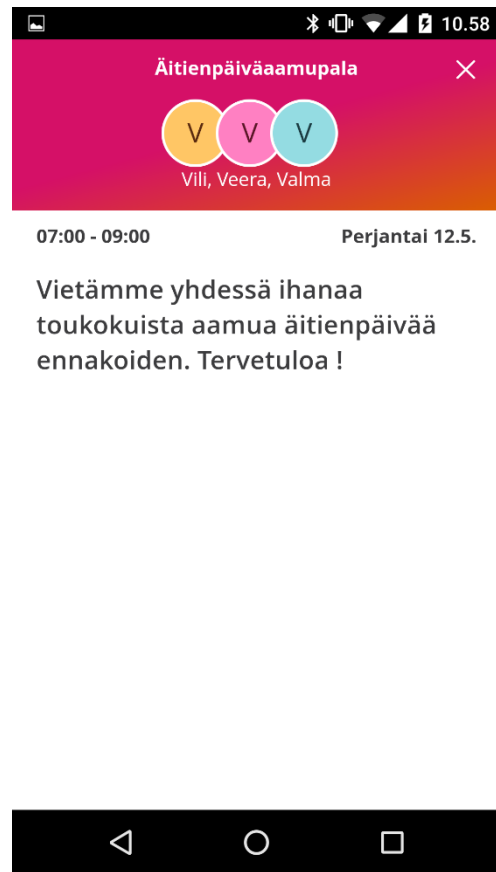 10.58
Äitienpäiväaamupala
V V V
Vili, Veera, Valma
07:00 - 09:00 Perjantai 12.5.
Vietämme yhdessä ihanaa
toukokuista aamua äitienpäivää
ennakoiden. Tervetuloa !